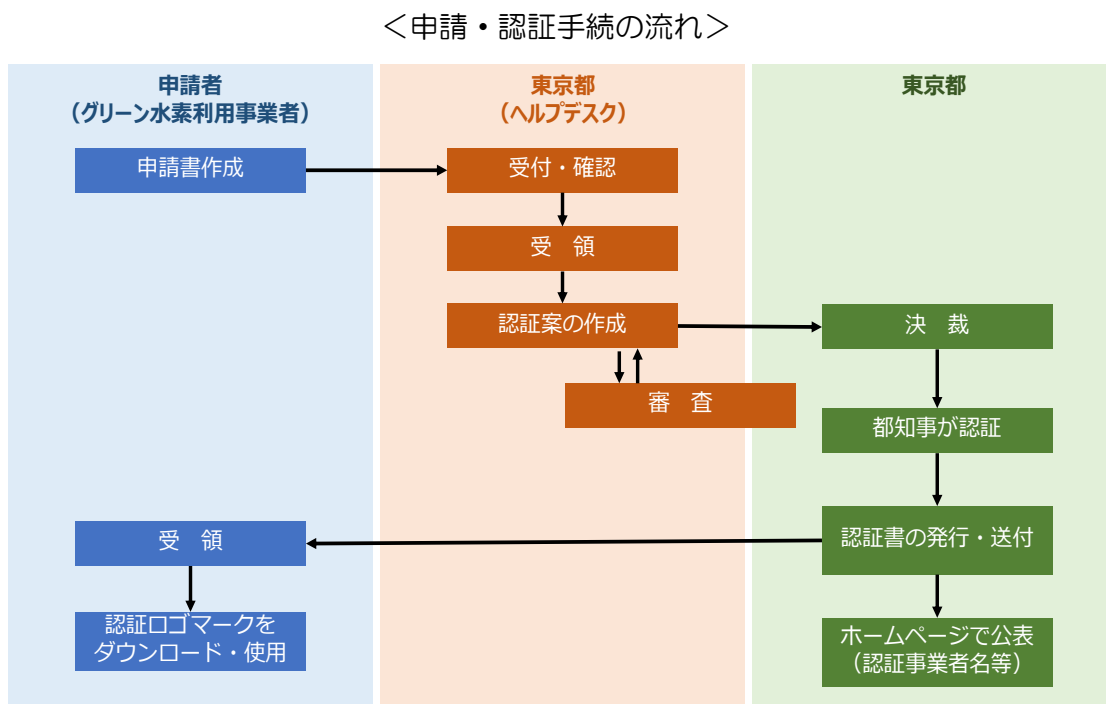 ＜申請・認証手続の流れ＞
申請者
（グリーン水素利用事業者）
東京都
（ヘルプデスク）
東京都
申請書作成
受付・確認
受　領
認証案の作成
決　裁
審　査
都知事が認証
受　領
認証書の発行・送付
認証ロゴマークを
ダウンロード・使用
ホームページで公表
（認証事業者名等）